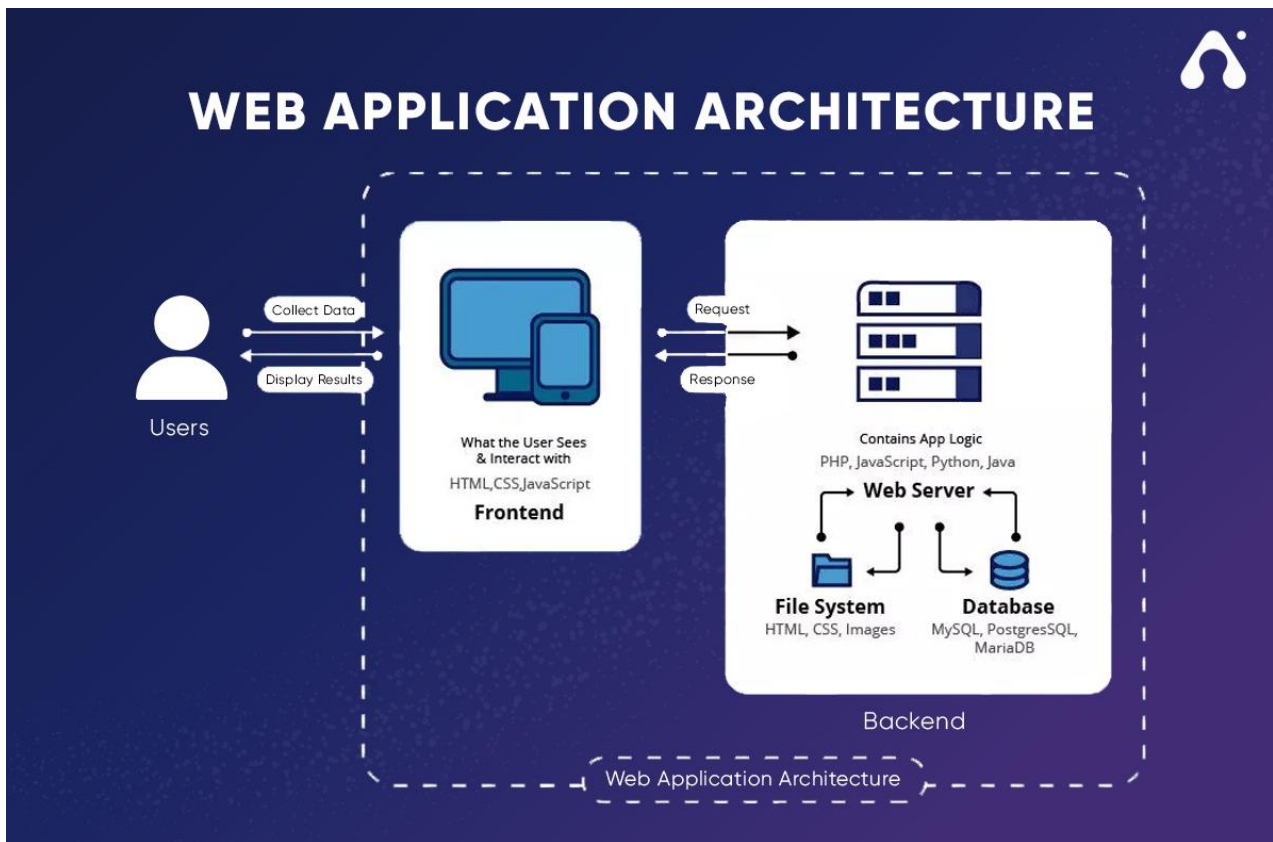 WEB APPLICATION ARCHITECTURE
Collect Data
Display Results
Users
What the User Sees
& Interact with
HTML,CSS,JavaScript
Frontend
Request
Response
Contains App Logic
PHP, JavaScript, Python, Java
Web Server
File System
HTML, CSS, Images
Database
MySQL, PostgresSQL,
MariaDB
Backend
Web Application Architecture